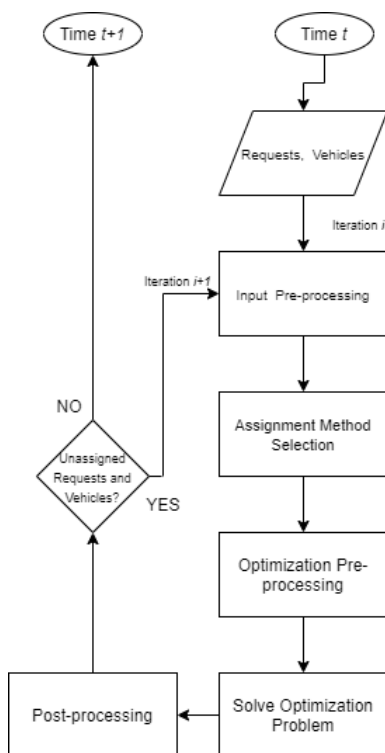 Time t+1
Time t
Requests, Vehicles
Iteration i
Iteration i+1
Input Pre-processing
NO
Assignment Method
Selection
Unassigned
Requests and
Vehicles?
YES
Optimization Pre-
processing
Post-processing
Solve Optimization
Problem